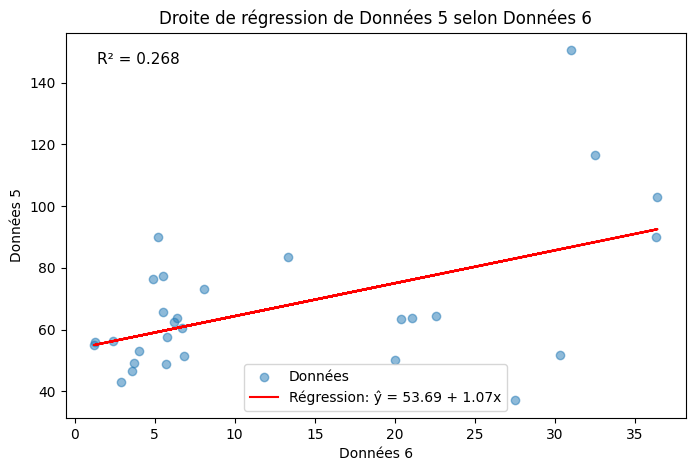 Droite de régression de Données 5 selon Données 6
R² = 0.268
140
120
100
80
60
40
Données 5
Données
Régression: ŷ = 53.69 + 1.07x
0 5 10 15 20 25 30 35
Données 6